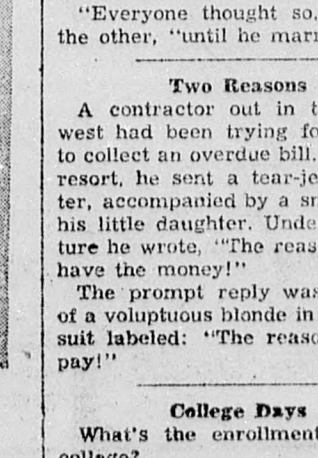 "Everyone thought so,
the other, "until he mar
Two Reasons
A contractor out in t
west had been trying fo
to collect an overdue bill.
resort, he sent a tear-je
ter, accompanied by a sn
his little daughter. Unde
ture he wrote, "The reas
have the money!"
The prompt reply was
of a voluptuous blonde in
suit labeled: "The reaso
pay!"
College Days
What's the enrollment
college?